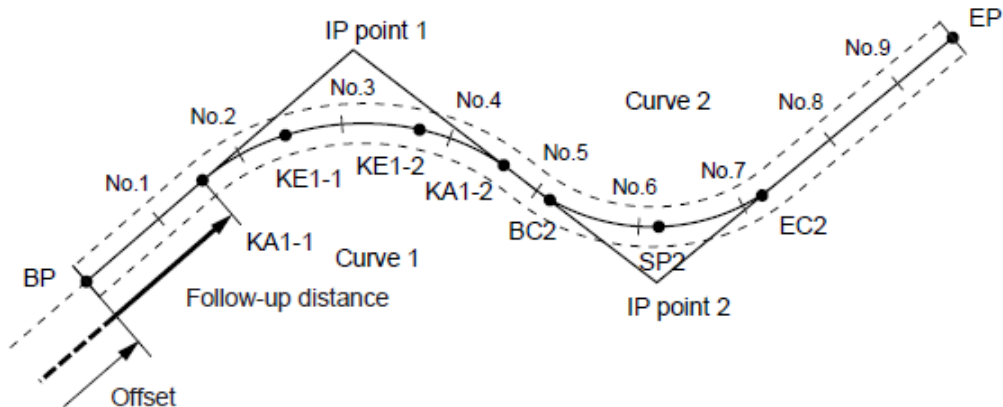 EP
IP point 1
No.9
No.3
No.2
No.4
Curve 2
No.8
No.1
KE1-1
KE1-2
KA1-2
No.5
No.6
No.7
BC2
SP2
EC2
KA1-1
Curve 1
BP
Follow-up distance
IP point 2
Offset